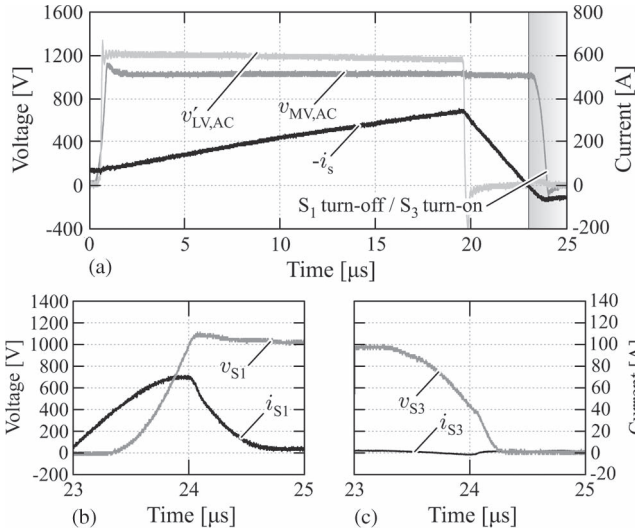 1600
1200
800
400
0
-400
Voltage [V]
800
600
400
200
0
-200
Current [A]
v′LV,AC
vMV,AC
-is
S1 turn-off / S3 turn-on
0
5
10
15
20
25
(a)
Time [µs]
1400
1200
1000
800
600
400
200
0
-200
Voltage [V]
vS1
iS1
23
24
25
(b)
Time [µs]
140
120
100
80
60
40
20
0
-20
Current [A]
vS3
iS3
23
24
25
(c)
Time [µs]